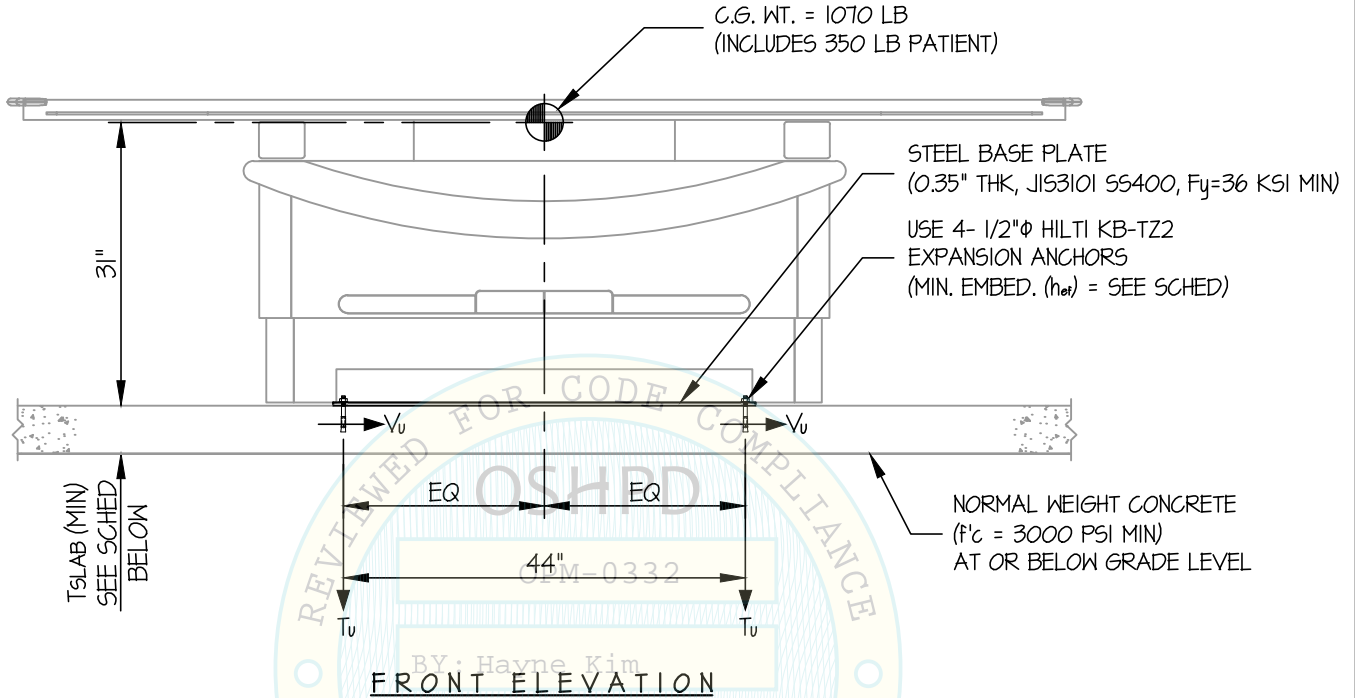 C.G. WT. = 1070 LB
(INCLUDES 350 LB PATIENT)
STEEL BASE PLATE
(0.35" THK, JIS3101 SS400, Fy=36 KSI MIN)
USE 4- 1/2"Φ HILTI KB-TZ2
EXPANSION ANCHORS
(MIN. EMBED. (hef) = SEE SCHED)
31"
Vu
Vu
REVIEWED FOR CODE COMPLIANCE
OSHPD
EQ
EQ
TSLAB (MIN)
SEE SCHED
BELOW
NORMAL WEIGHT CONCRETE
(f'c = 3000 PSI MIN)
AT OR BELOW GRADE LEVEL
44"
OPM-0332
Tu
Tu
BY: Hayne Kim
FRONT ELEVATION